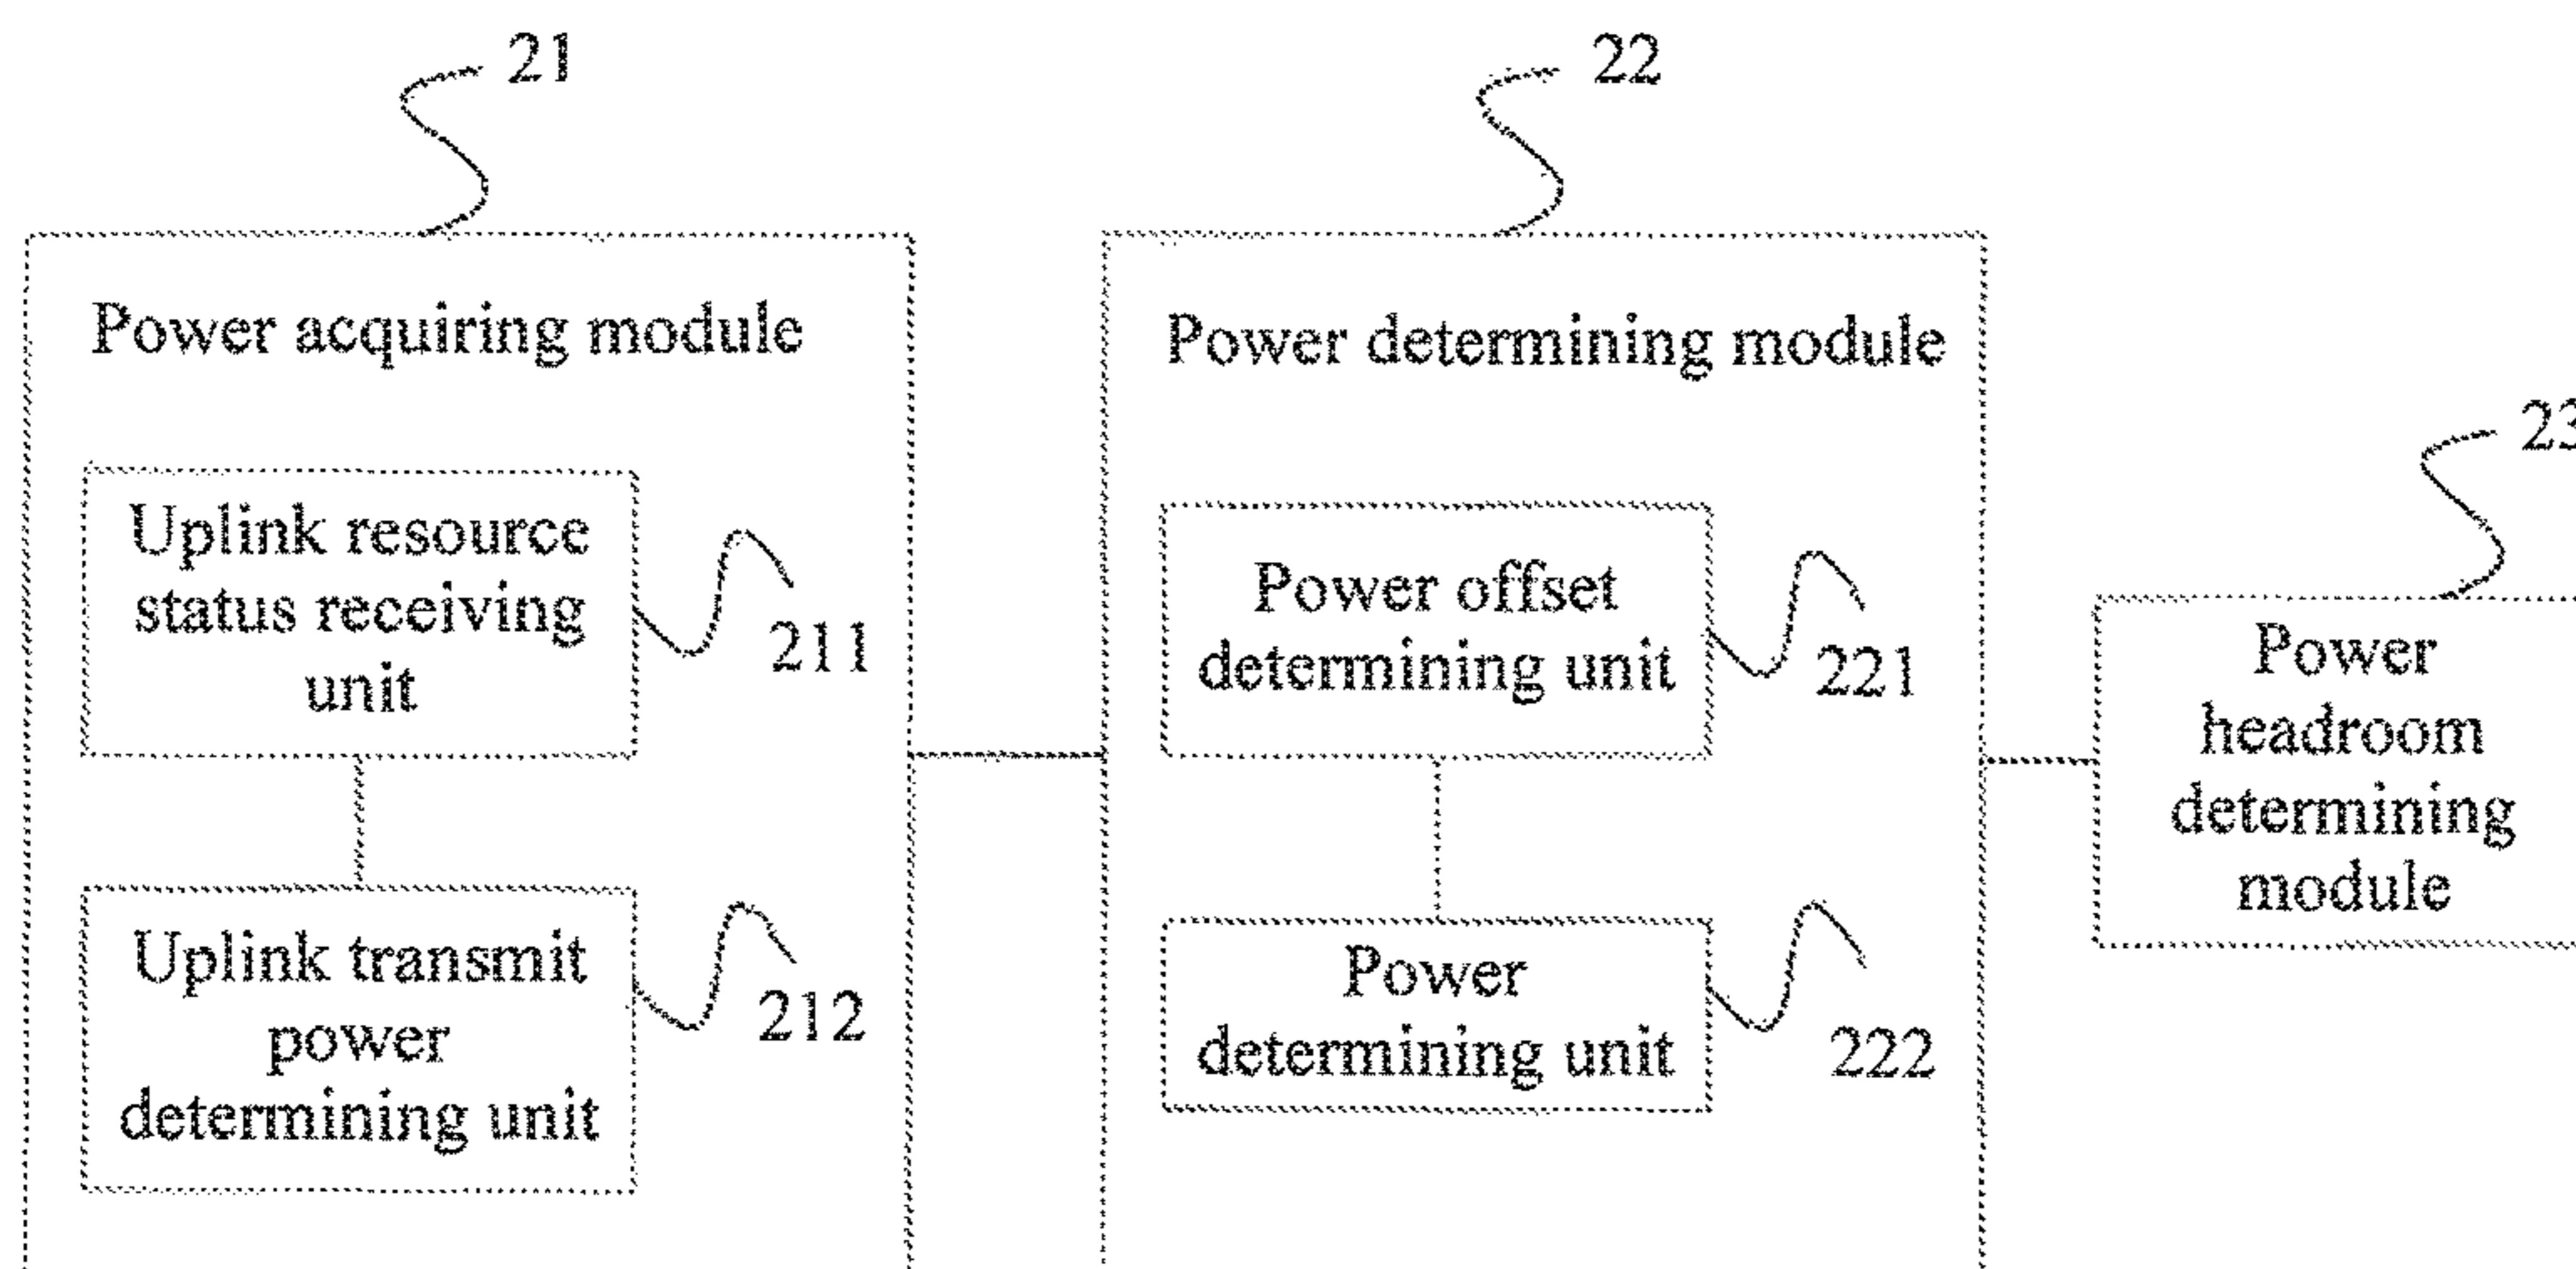 21
22
Power acquiring module
Power determining module
23
Uplink resource
status receiving
unit
211
Power offset
determining unit
221
Power
headroom
determining
module
Uplink transmit
power
determining unit
212
Power
determining unit
222